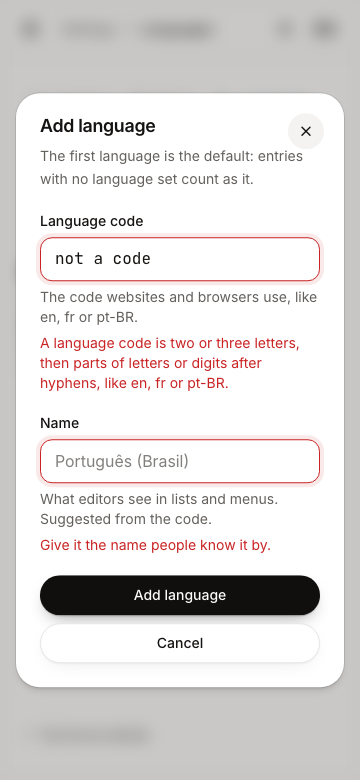 Add language
The first language is the default: entries
with no language set count as it.
Language code
not a code
The code websites and browsers use, like
en, fr or pt-BR.
A language code is two or three letters,
then parts of letters or digits after
hyphens, like en, fr or pt-BR.
Name
Português (Brasil)
What editors see in lists and menus.
Suggested from the code.
Give it the name people know it by.
Add language
Cancel